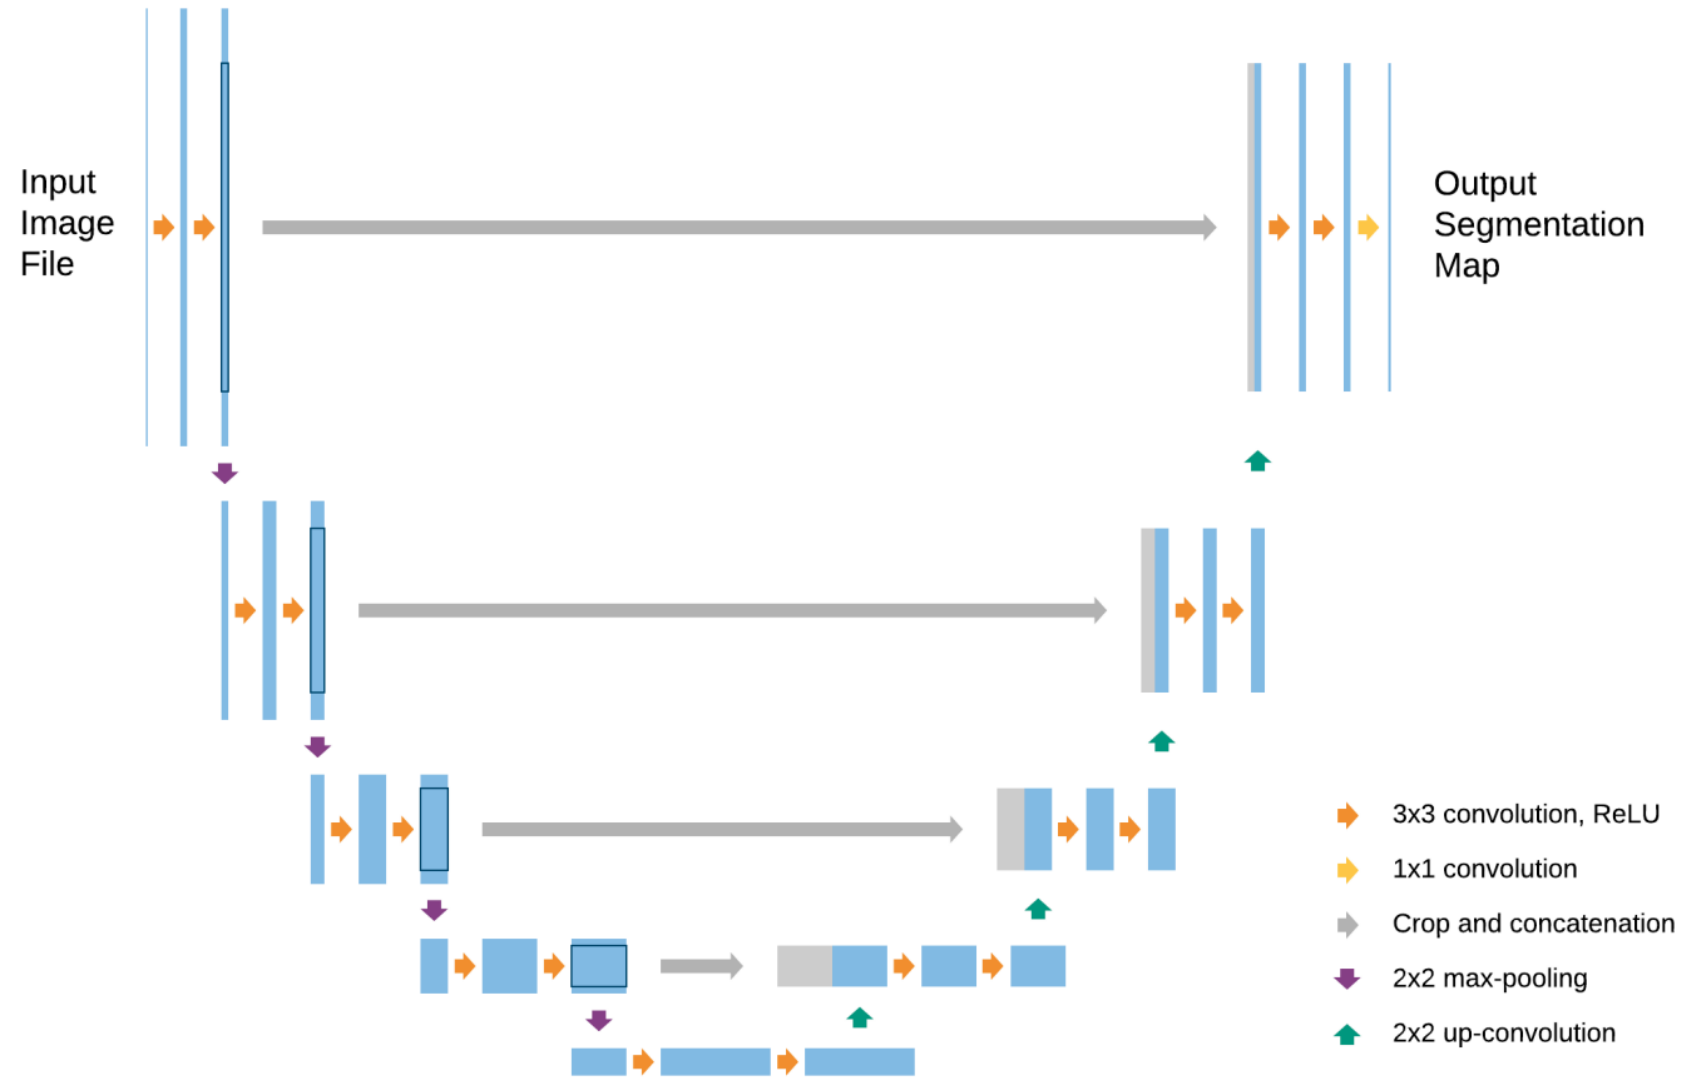 Input
Image
File
Output
Segmentation
Map
3x3 convolution, ReLU
1x1 convolution
Crop and concatenation
2x2 max-pooling
2x2 up-convolution